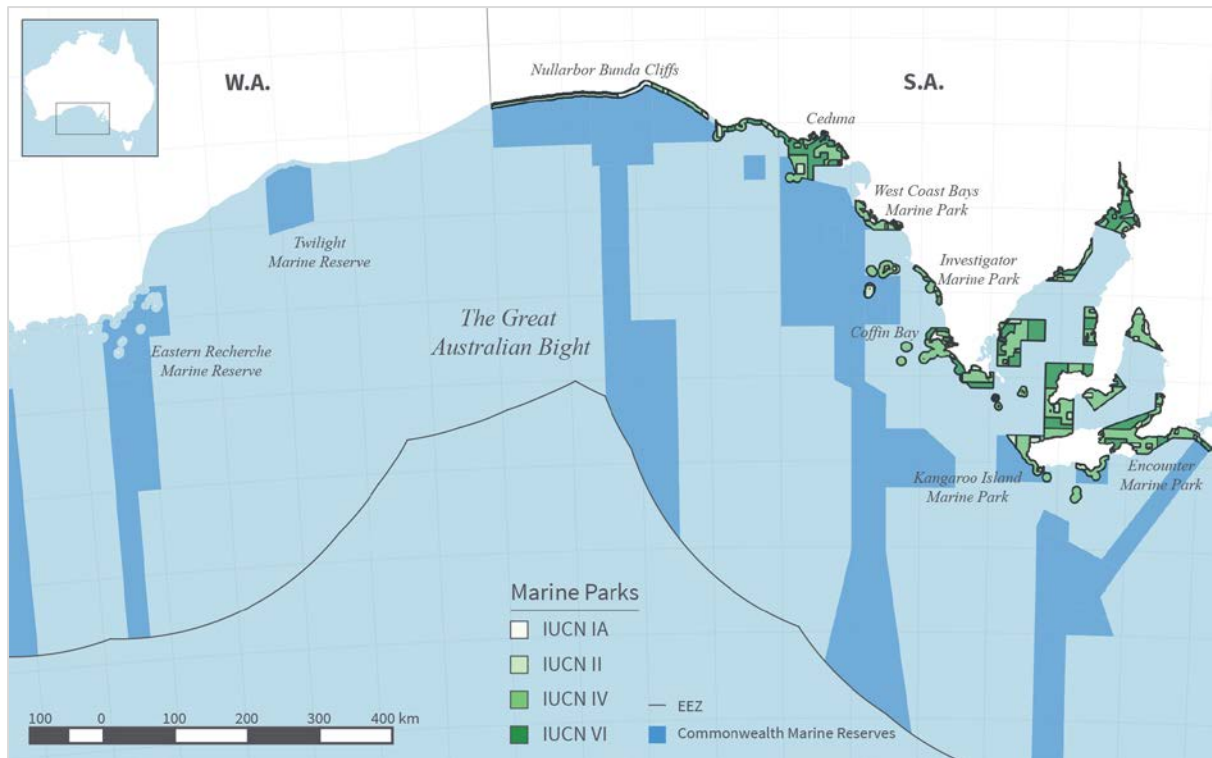 W.A.
Nullarbor Bunda Cliffs
S.A.
Ceduna
West Coast Bays
Marine Park
Twilight
Marine Reserve
Investigator
Marine Park
The Great
Australian Bight
Coffin Bay
Eastern Recherche
Marine Reserve
Kangaroo Island
Marine Park
Encounter
Marine Park
Marine Parks
IUCN IA
IUCN II
IUCN IV
IUCN VI
EEZ
Commonwealth Marine Reserves
100 0 100 200 300 400 km